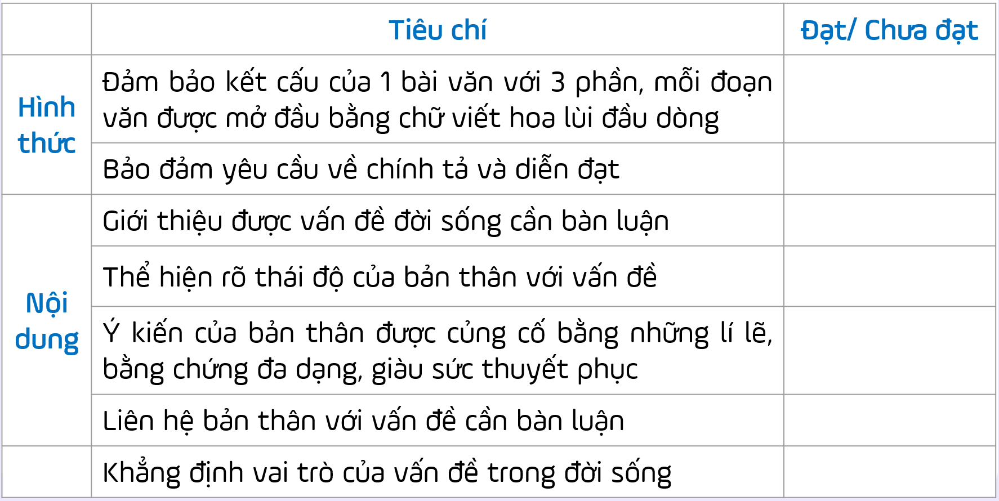 Tiêu chí
Đạt/ Chưa đạt
Hình
thức
Đảm bảo kết cấu của 1 bài văn với 3 phần, mỗi đoạn
văn được mở đầu bằng chữ viết hoa lùi đầu dòng
Bảo đảm yêu cầu về chính tả và diễn đạt
Nội
dung
Giới thiệu được vấn đề đời sống cần bàn luận
Thể hiện rõ thái độ của bản thân với vấn đề
Ý kiến của bản thân được củng cố bằng những lí lẽ,
bằng chứng đa dạng, giàu sức thuyết phục
Liên hệ bản thân với vấn đề cần bàn luận
Khẳng định vai trò của vấn đề trong đời sống